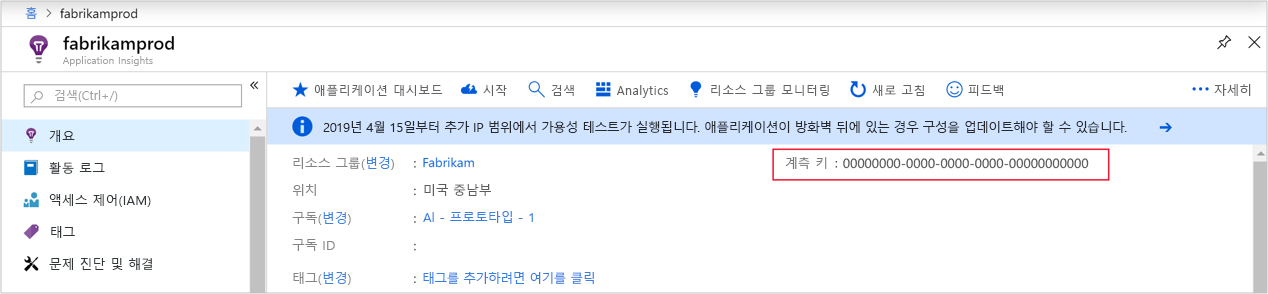 홈 > fabrikamprod
fabrikamprod
Application Insights
검색(Ctrl+/)
«
개요
활동 로그
액세스 제어(IAM)
태그
문제 진단 및 해결
애플리케이션 대시보드 시작 검색 Analytics 리소스 그룹 모니터링 새로 고침 피드백 ••• 자세히
2019년 4월 15일부터 추가 IP 범위에서 가용성 테스트가 실행됩니다. 애플리케이션이 방화벽 뒤에 있는 경우 구성을 업데이트해야 할 수 있습니다. →
리소스 그룹(변경) : Fabrikam 계측 키 : 00000000-0000-0000-0000-00000000000
위치 : 미국 중남부
구독(변경) : AI - 프로토타입 - 1
구독 ID :
태그(변경) : 태그를 추가하려면 여기를 클릭